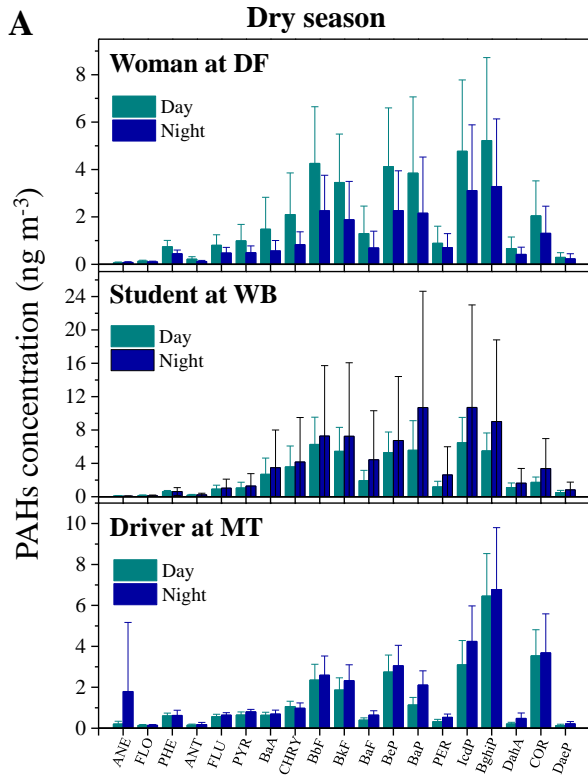 A
Dry season
PAHs concentration (ng m-3)
Woman at DF
Day
Night
8
6
4
2
0
Student at WB
Day
Night
24
20
16
12
8
4
0
Driver at MT
Day
Night
10
8
6
4
2
0
ANE FLO PHE ANT FLU PYR BaA CHRY BbF BkF BaF BeP BaP PER IcdP BghiP DahA COR DaeP